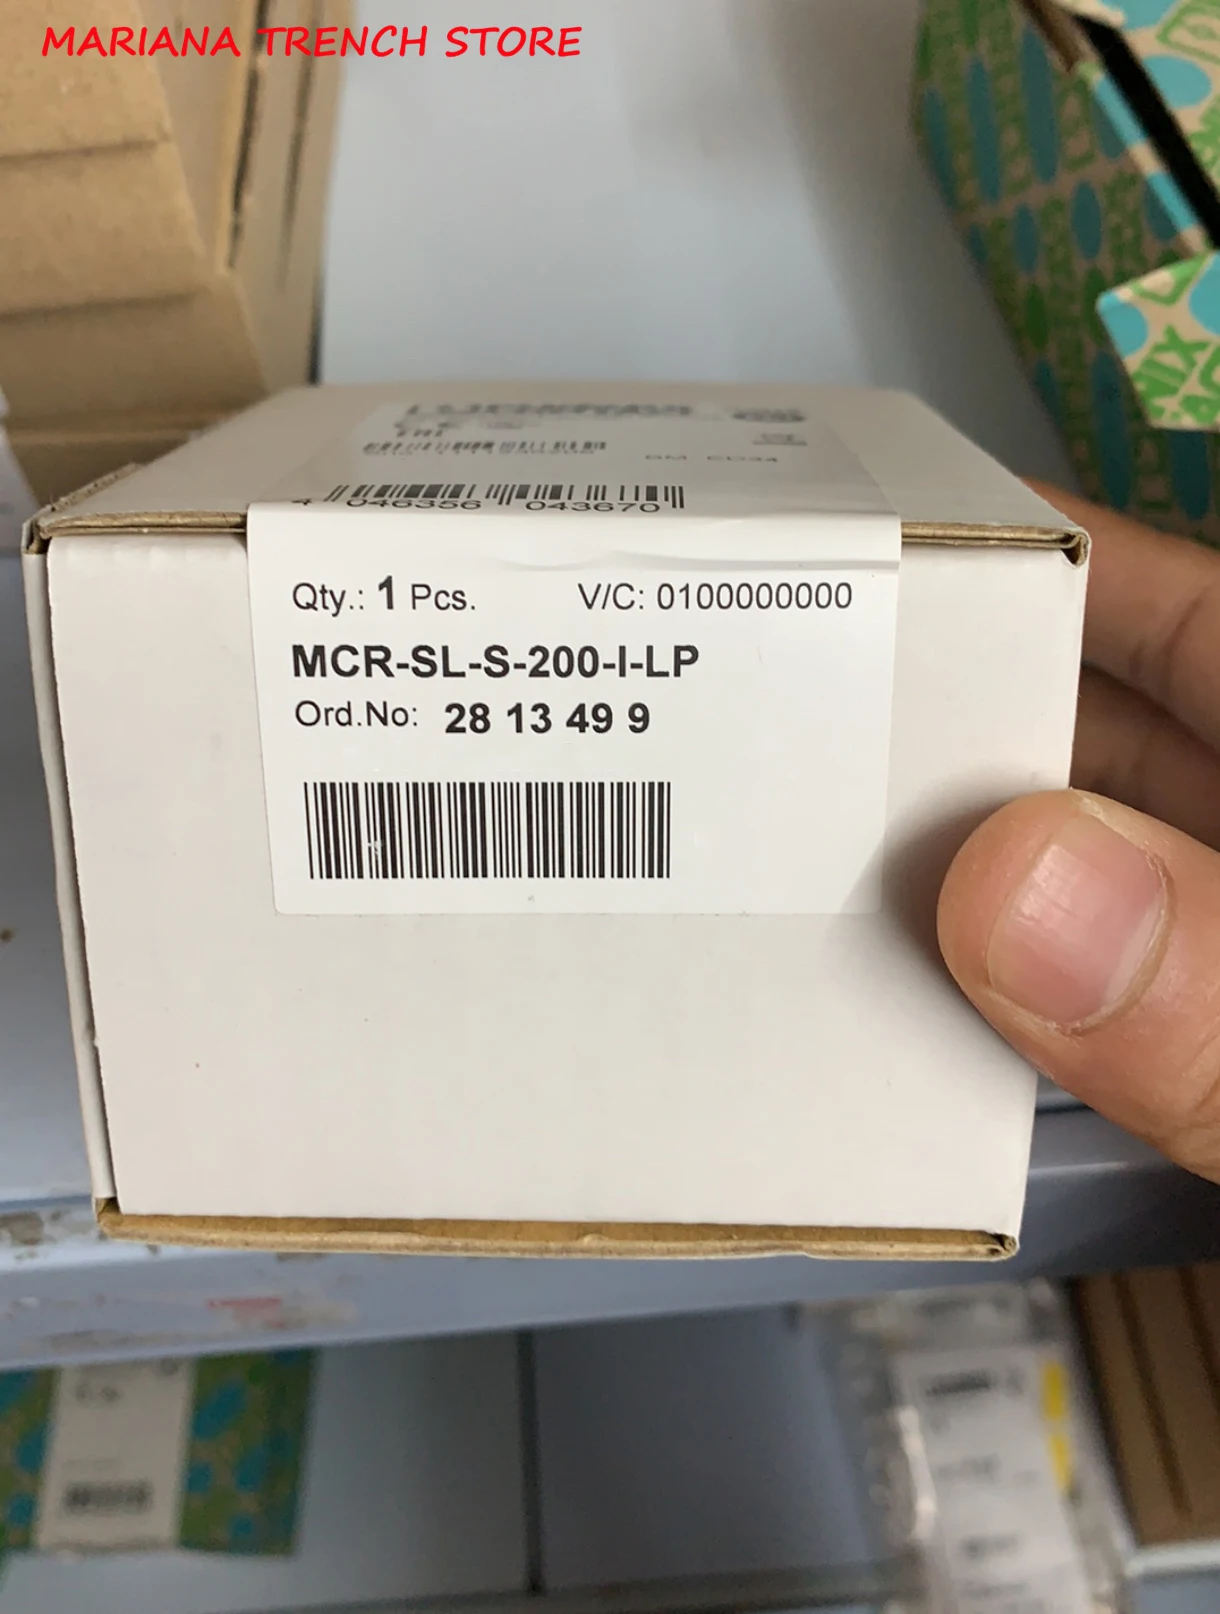 MARIANA TRENCH STORE
4 046356 043670
Qty.: 1 Pcs. V/C: 0100000000
MCR-SL-S-200-I-LP
Ord.No: 28 13 49 9